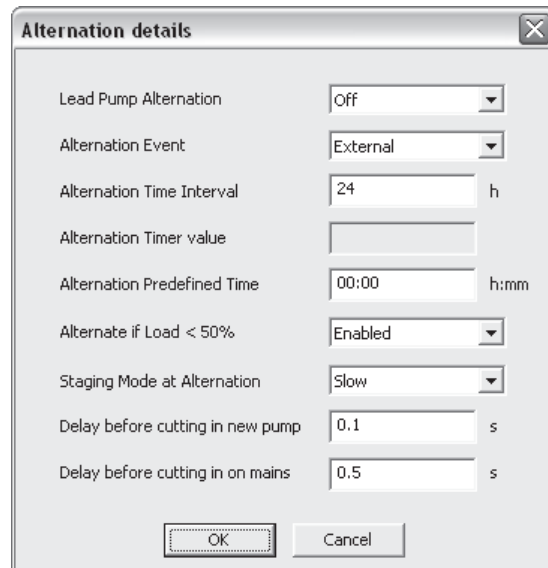 Alternation details
Lead Pump Alternation Off
Alternation Event External
Alternation Time Interval 24 h
Alternation Timer value
Alternation Predefined Time 00:00 h:mm
Alternate if Load < 50% Enabled
Staging Mode at Alternation Slow
Delay before cutting in new pump 0.1 s
Delay before cutting in on mains 0.5 s
OK Cancel